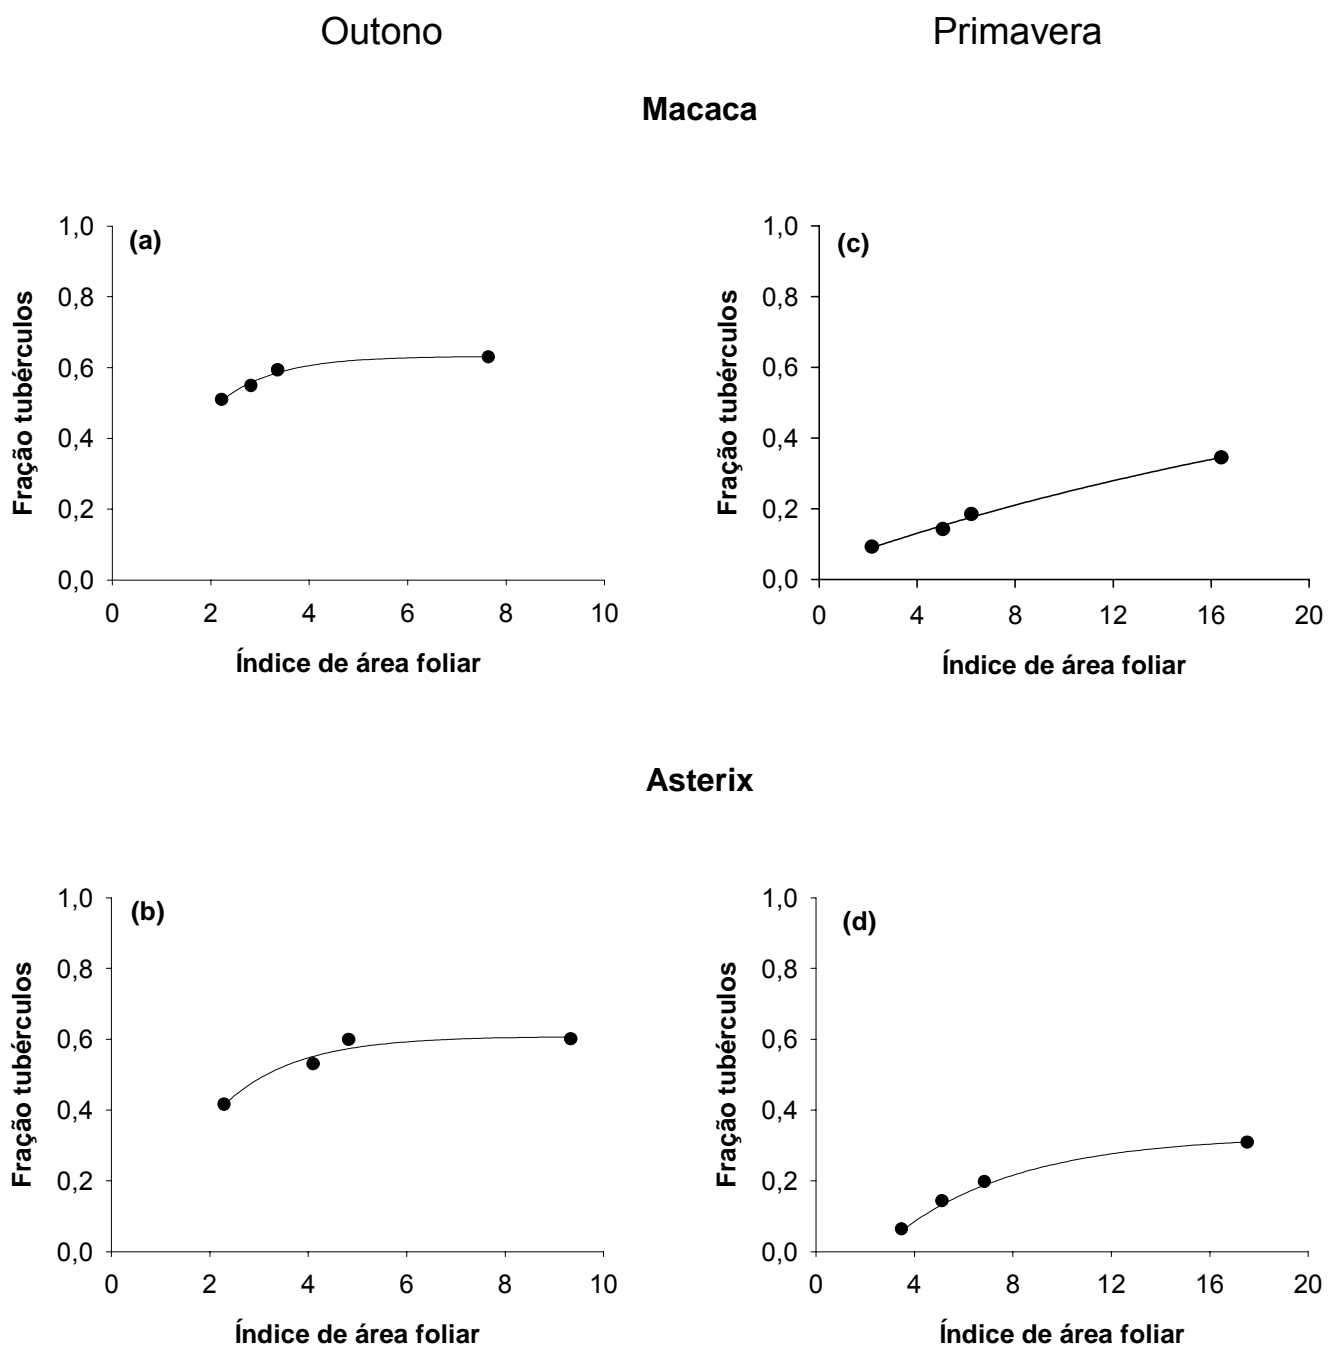 Outono
Primavera
Macaca
(a)
1,0
0,8
0,6
0,4
0,2
0,0
Fração tubérculos
0 2 4 6 8 10
Índice de área foliar
(c)
1,0
0,8
0,6
0,4
0,2
0,0
Fração tubérculos
0 4 8 12 16 20
Índice de área foliar
Asterix
(b)
1,0
0,8
0,6
0,4
0,2
0,0
Fração tubérculos
0 2 4 6 8 10
Índice de área foliar
(d)
1,0
0,8
0,6
0,4
0,2
0,0
Fração tubérculos
0 4 8 12 16 20
Índice de área foliar